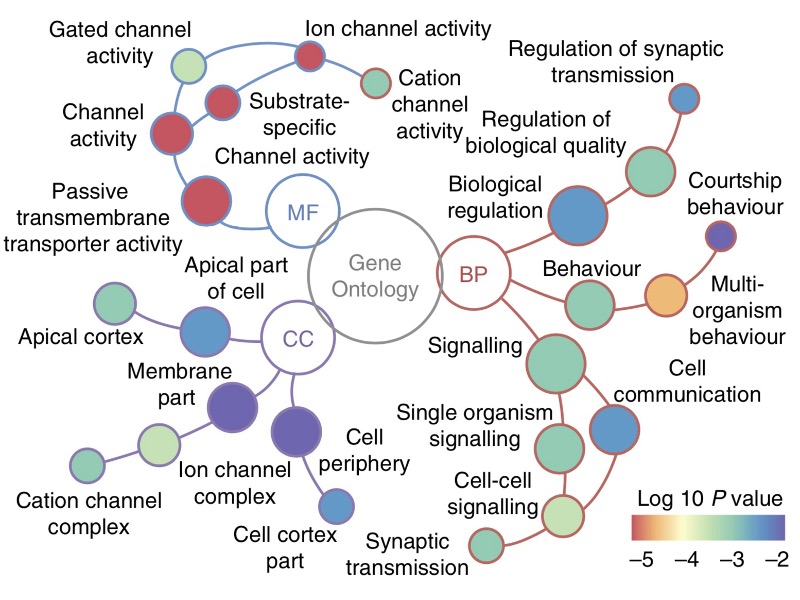 Gated channel
activity
Ion channel activity
Regulation of synaptic
transmission
Cation
channel
activity
Substrate-
specific
Channel activity
Channel
activity
Regulation of
biological quality
Passive
transmembrane
transporter activity
MF
Biological
regulation
Courtship
behaviour
Gene
Ontology
BP
Behaviour
Multi-
organism
behaviour
Apical part
of cell
Apical cortex
CC
Signalling
Membrane
part
Cell
communication
Single organism
signalling
Cell
periphery
Ion channel
complex
Cation channel
complex
Cell-cell
signalling
Cell cortex
part
Synaptic
transmission
Log 10 P value
–5 –4 –3 –2